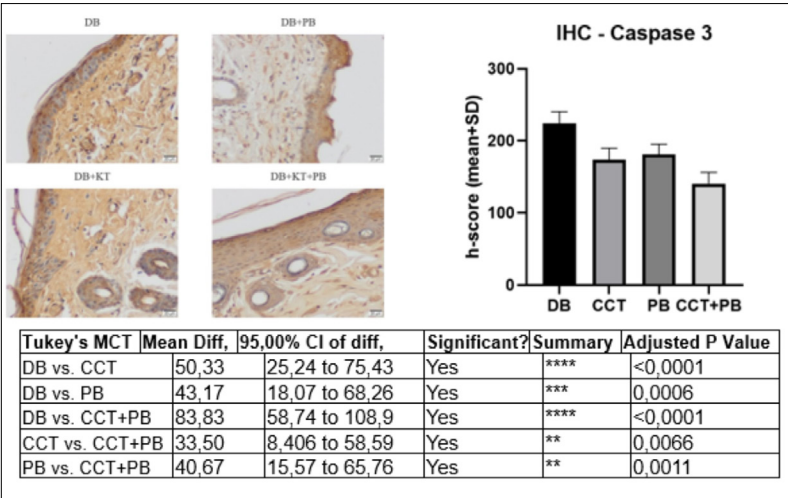 DB
DB+PB
DB+KT
DB+KT+PB
IHC - Caspase 3
h-score (mean+SD)
300
200
100
0
DB CCT PB CCT+PB
Tukey's MCT Mean Diff, 95,00% CI of diff, Significant? Summary Adjusted P Value
DB vs. CCT 50,33 25,24 to 75,43 Yes **** <0,0001
DB vs. PB 43,17 18,07 to 68,26 Yes *** 0,0006
DB vs. CCT+PB 83,83 58,74 to 108,9 Yes **** <0,0001
CCT vs. CCT+PB 33,50 8,406 to 58,59 Yes ** 0,0066
PB vs. CCT+PB 40,67 15,57 to 65,76 Yes ** 0,0011